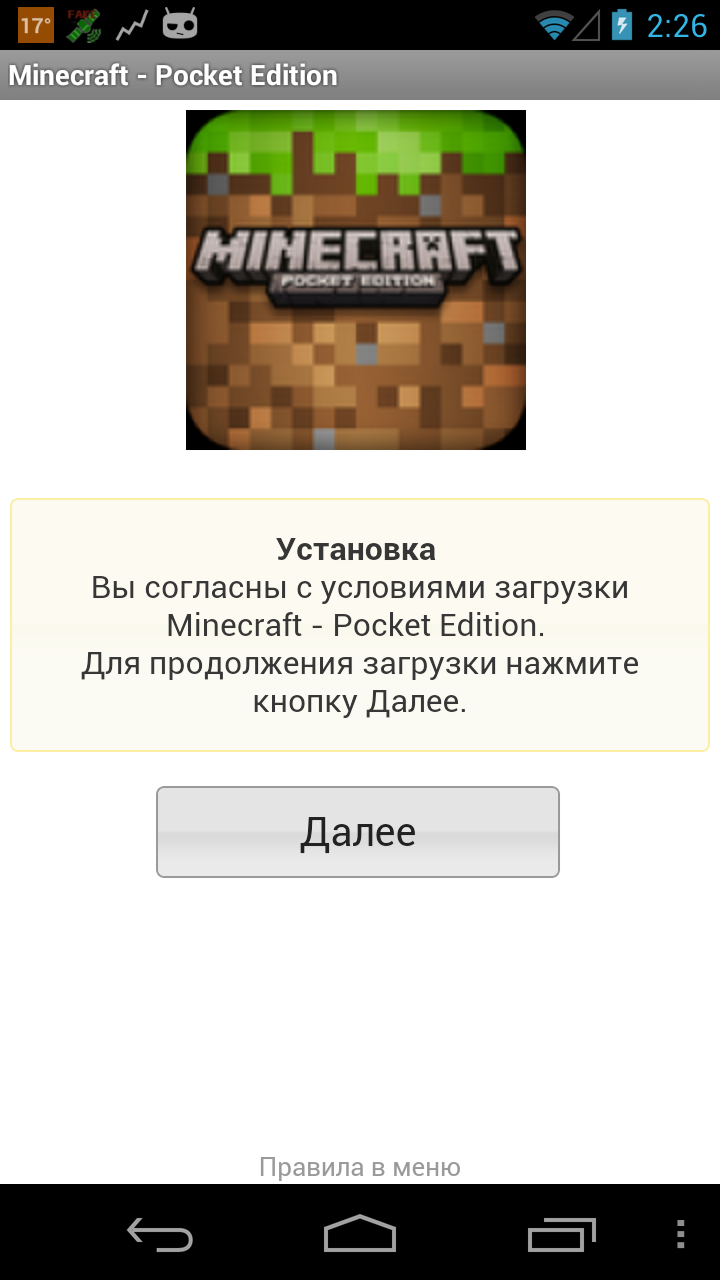 17°
FAKE
2:26
Minecraft - Pocket Edition
MINECRAFT
POCKET EDITION
Установка
Вы согласны с условиями загрузки
Minecraft - Pocket Edition.
Для продолжения загрузки нажмите
кнопку Далее.
Далее
Правила в меню